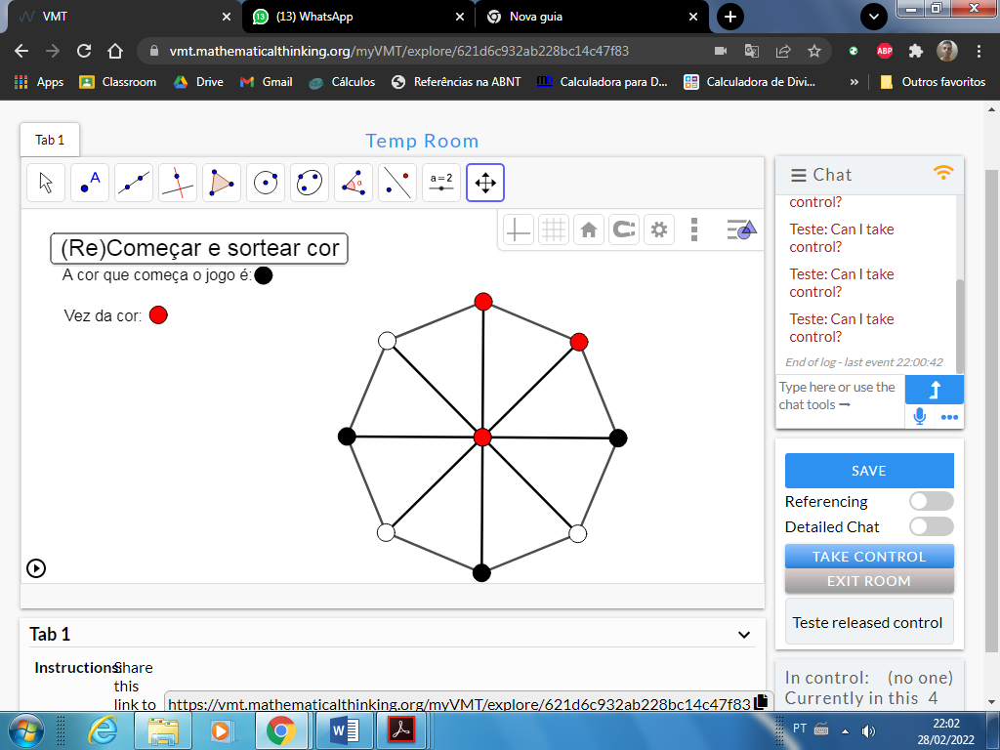 VMT
(13) WhatsApp
Nova guia
vmt.mathematicalthinking.org/myVMT/explore/621d6c932ab228bc14c47f83
ABP
Apps
Classroom
Drive
Gmail
Cálculos
Referências na ABNT
Calculadora para D...
Calculadora de Divi...
»
Outros favoritos
Tab 1
Temp Room
A
α
a=2
(Re)Começar e sortear cor
A cor que começa o jogo é:
Vez da cor:
Chat
control?
Teste: Can I take
control?
Teste: Can I take
control?
Teste: Can I take
control?
End of log - last event 22:00:42
Type here or use the
chat tools →
SAVE
Referencing
Detailed Chat
TAKE CONTROL
EXIT ROOM
Teste released control
In control: (no one)
Currently in this 4
Tab 1
Instructions:
Share
this
link to
https://vmt.mathematicalthinking.org/myVMT/explore/621d6c932ab228bc14c47f83
PT
22:02
28/02/2022